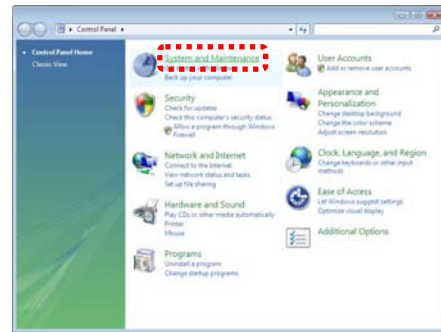 Control Panel
Control Panel Home
Classic View
System and Maintenance
Back up your computer
Security
Check for updates
Check this computer's security status
Allow a program through Windows
Firewall
Network and Internet
Connect to the Internet
View network status and tasks
Set up file sharing
Hardware and Sound
Play CDs or other media automatically
Printer
Mouse
Programs
Uninstall a program
Change startup programs
User Accounts
Add or remove user accounts
Appearance and
Personalization
Change desktop background
Change the color scheme
Adjust screen resolution
Clock, Language, and Region
Change keyboards or other input
methods
Ease of Access
Let Windows suggest settings
Optimize visual display
Additional Options